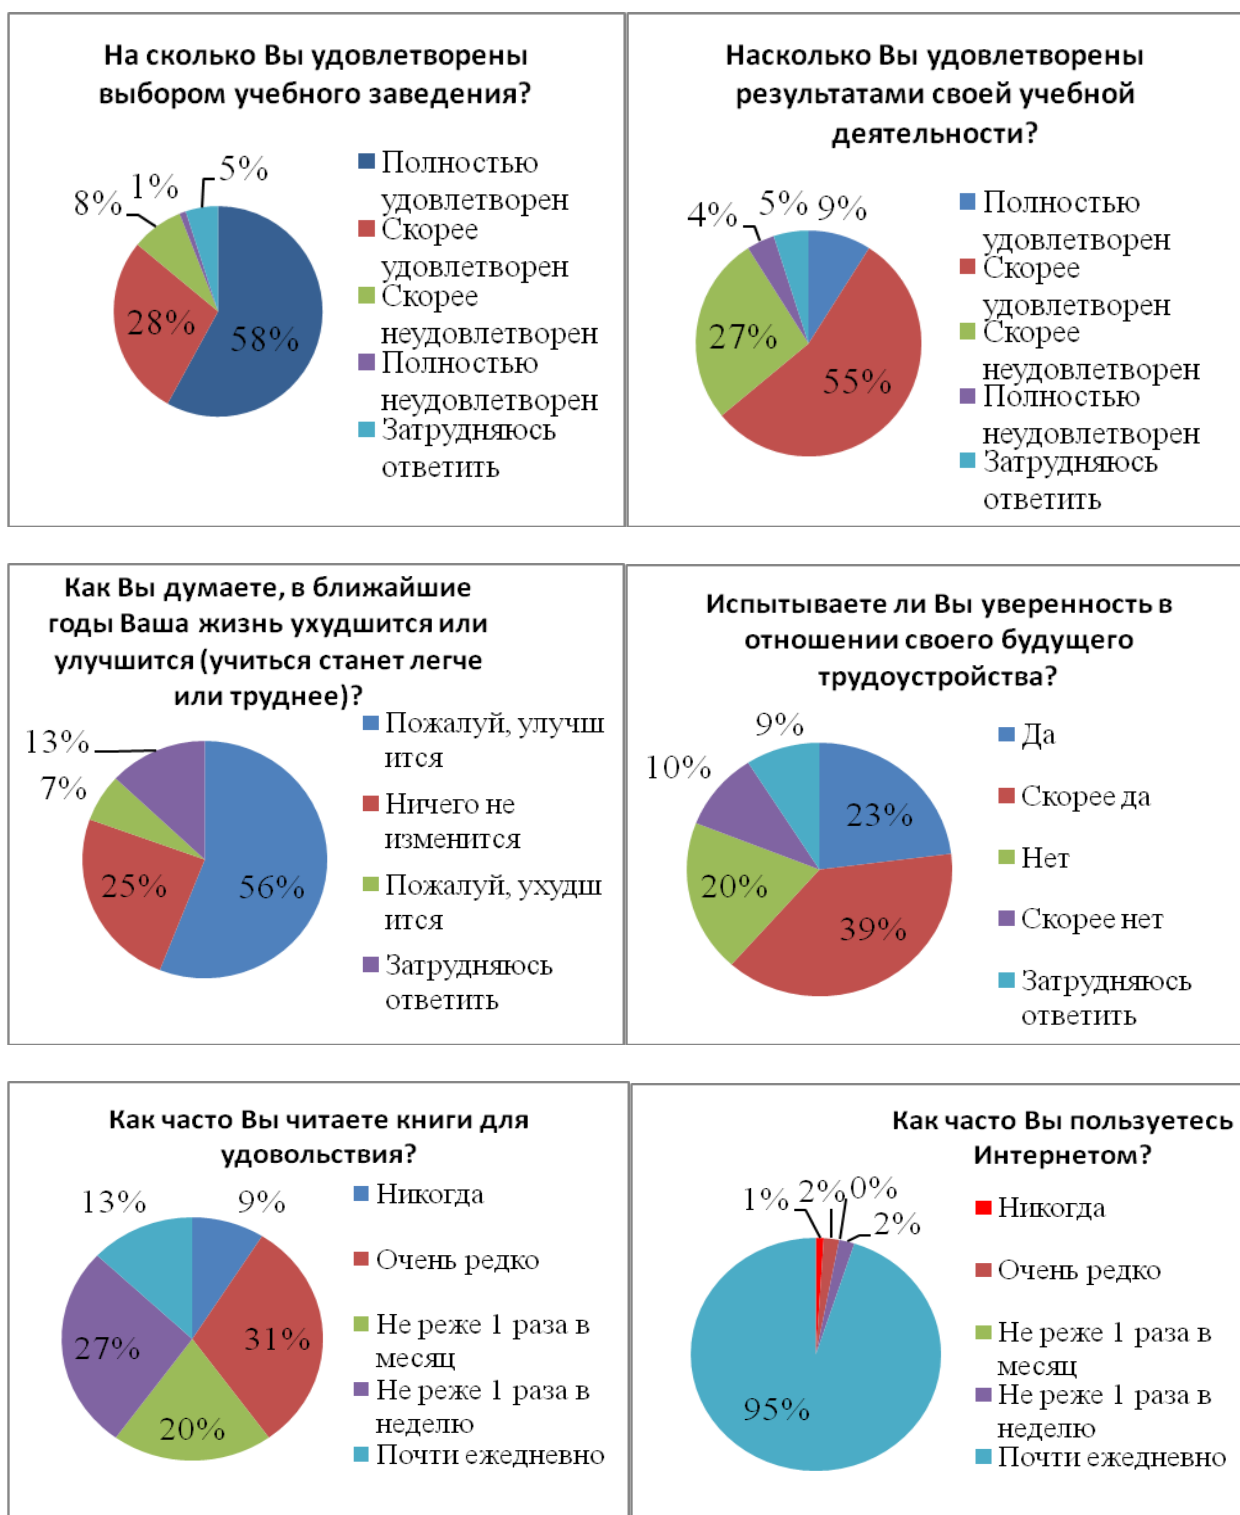 На сколько Вы удовлетворены
выбором учебного заведения?
5%
1%
8%
28%
58%
Полностью
удовлетворен
Скорее
удовлетворен
Скорее
неудовлетворен
Полностью
неудовлетворен
Затрудняюсь
ответить
Насколько Вы удовлетворены
результатами своей учебной
деятельности?
4%
5%
9%
27%
55%
Полностью
удовлетворен
Скорее
удовлетворен
Скорее
неудовлетворен
Полностью
неудовлетворен
Затрудняюсь
ответить
Как Вы думаете, в ближайшие
годы Ваша жизнь ухудшится или
улучшится (учиться станет легче
или труднее)?
13%
7%
25%
56%
Пожалуй, улучш
ится
Ничего не
изменится
Пожалуй, ухудш
ится
Затрудняюсь
ответить
Испытываете ли Вы уверенность в
отношении своего будущего
трудоустройства?
9%
10%
23%
20%
39%
Да
Скорее да
Нет
Скорее нет
Затрудняюсь
ответить
Как часто Вы читаете книги для
удовольствия?
13%
9%
27%
31%
20%
Никогда
Очень редко
Не реже 1 раза в
месяц
Не реже 1 раза в
неделю
Почти ежедневно
Как часто Вы пользуетесь
Интернетом?
1%
2%
0%
2%
95%
Никогда
Очень редко
Не реже 1 раза в
месяц
Не реже 1 раза в
неделю
Почти ежедневно